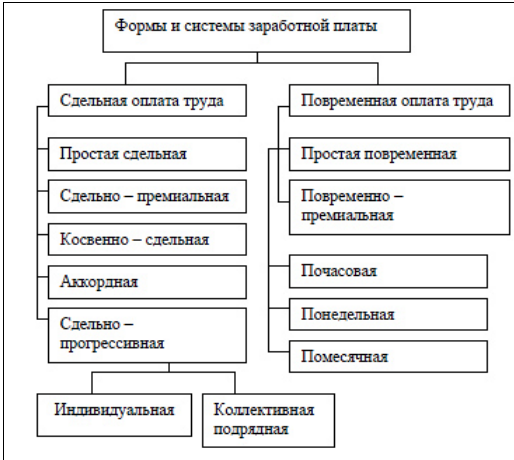 Формы и системы заработной платы
Сдельная оплата труда
Повременная оплата труда
Простая сдельная
Простая повременная
Сдельно – премиальная
Повременно –
премиальная
Косвенно – сдельная
Почасовая
Аккордная
Понедельная
Сдельно –
прогрессивная
Помесячная
Индивидуальная
Коллективная
подрядная